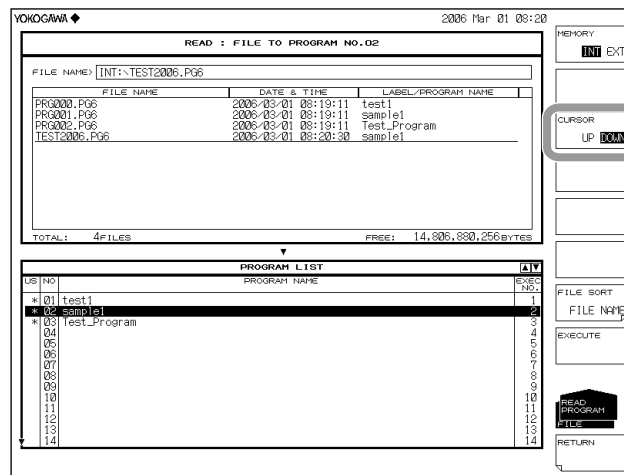 YOKOGAWA ◆ 2006 Mar 01 08:20
READ : FILE TO PROGRAM NO.02
FILE NAME> INT:\TEST2006.PG6
FILE NAME DATE & TIME LABEL/PROGRAM NAME
PRG000.PG6 2006/03/01 08:19:11 test1
PRG001.PG6 2006/03/01 08:19:11 sample1
PRG002.PG6 2006/03/01 08:19:11 Test_Program
TEST2006.PG6 2006/03/01 08:20:30 sample1
TOTAL: 4FILES FREE: 14,806,880,256BYTES
▼
PROGRAM LIST ▲▼
US NO PROGRAM NAME EXEC NO.
* 01 test1 1
* 02 sample1 2
* 03 Test_Program 3
04 4
05 5
06 6
07 7
08 8
09 9
10 10
11 11
12 12
13 13
14 14
MEMORY
INT EXT
CURSOR
UP DOWN
FILE SORT
FILE NAME
EXECUTE
READ
PROGRAM
FILE
RETURN